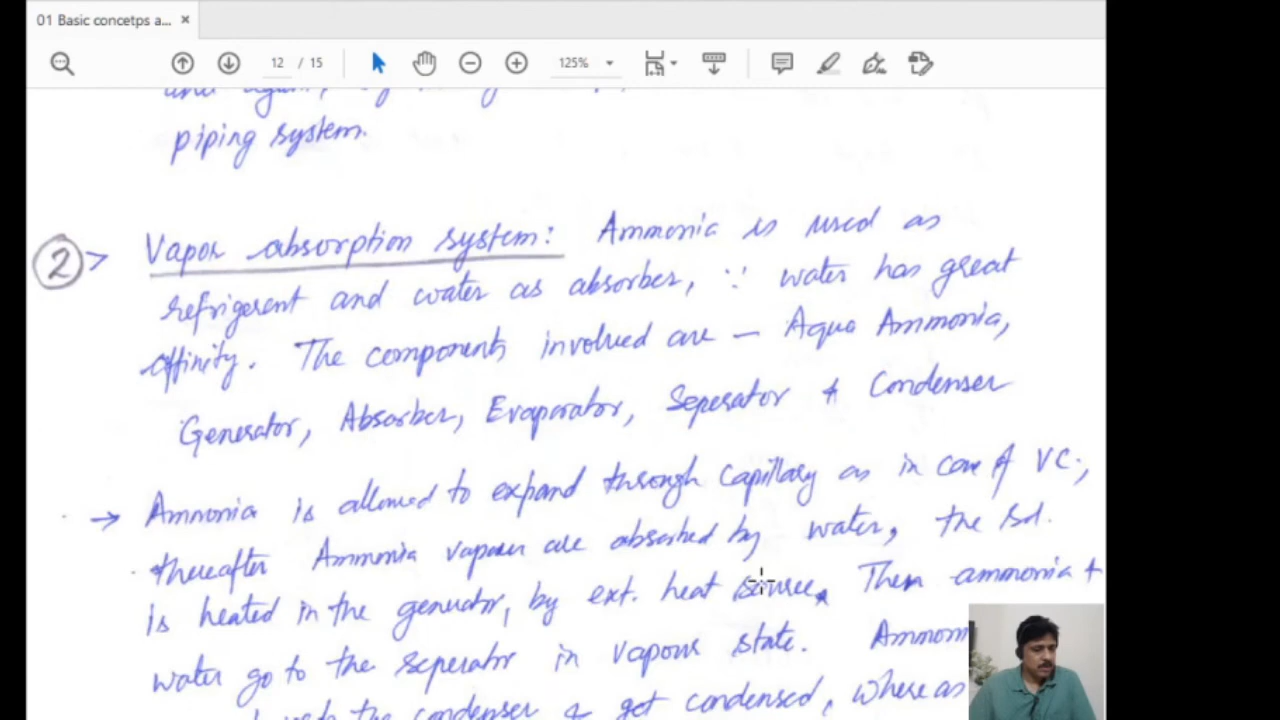 01 Basic concetps a...
12 / 15
125%
piping system.
2> Vapor absorption system: Ammonia is used as
refrigerent and water as absorber, ∵ water has great
affinity. The components involved are — Aqua Ammonia,
Generator, Absorber, Evaporator, Seperator & Condenser
→ Ammonia is allowed to expand through capillary as in case of VC.,
thereafter Ammonia vapours are absorbed by water, the sol.
is heated in the generator, by ext. heat source. Then ammonia +
water go to the seperator in vapour state.
the condenser & get condensed, where as